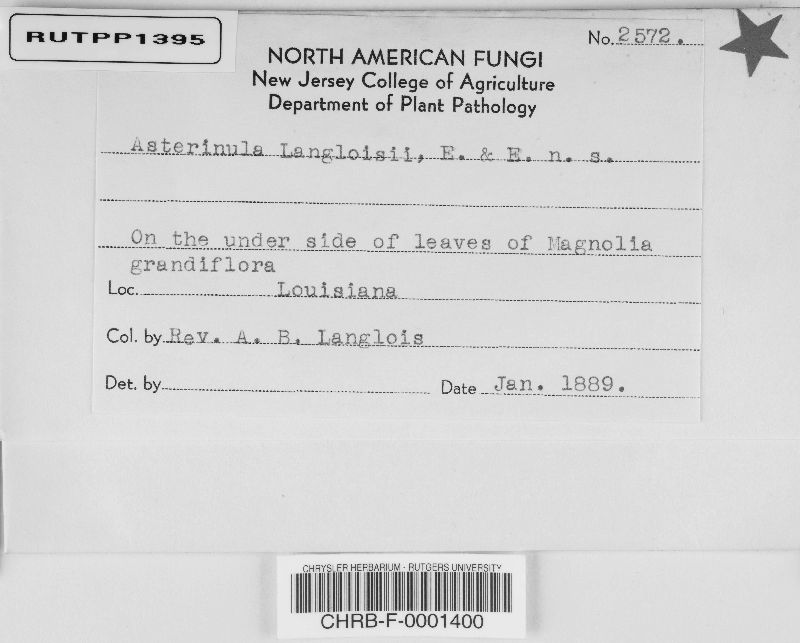 RUTPP1395
No. 2572.
NORTH AMERICAN FUNGI
New Jersey College of Agriculture
Department of Plant Pathology
Asterinula Langloisii, E. & E. n. s.
On the under side of leaves of Magnolia
grandiflora
Loc. Louisiana
Col. by Rev. A. B. Langlois
Det. by Date Jan. 1889.
CHRYSLER HERBARIUM - RUTGERS UNIVERSITY
CHRB-F-0001400